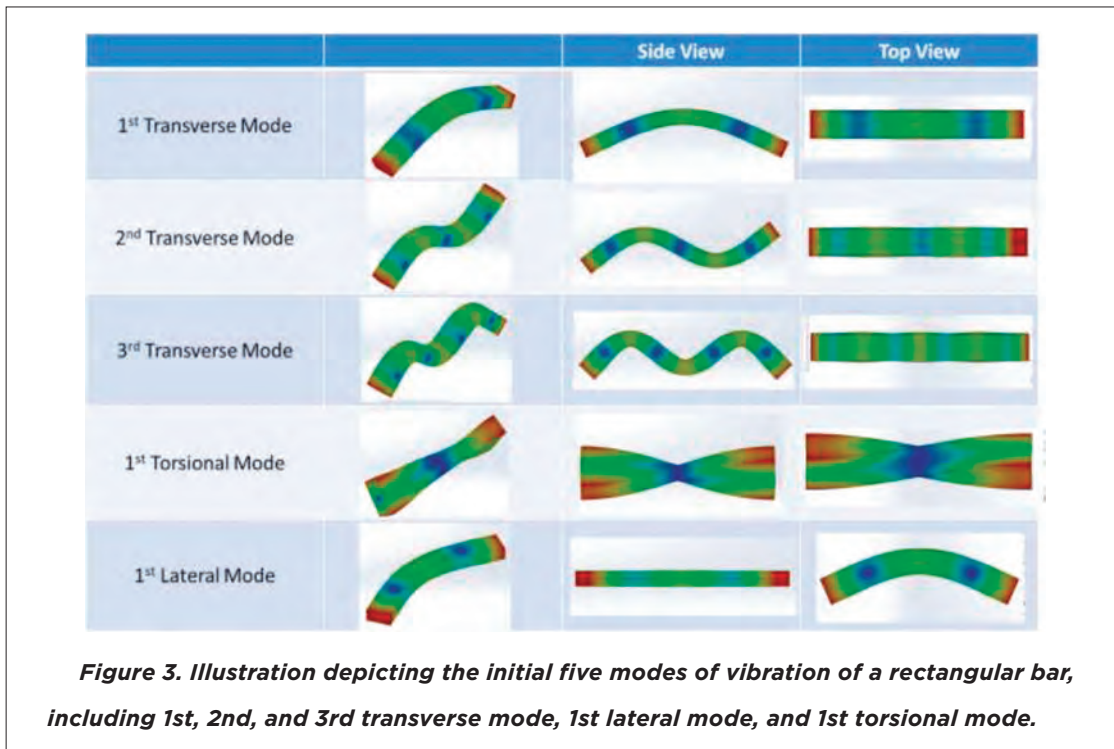 Side View
Top View
1st Transverse Mode
2nd Transverse Mode
3rd Transverse Mode
1st Torsional Mode
1st Lateral Mode
Figure 3. Illustration depicting the initial five modes of vibration of a rectangular bar,
including 1st, 2nd, and 3rd transverse mode, 1st lateral mode, and 1st torsional mode.